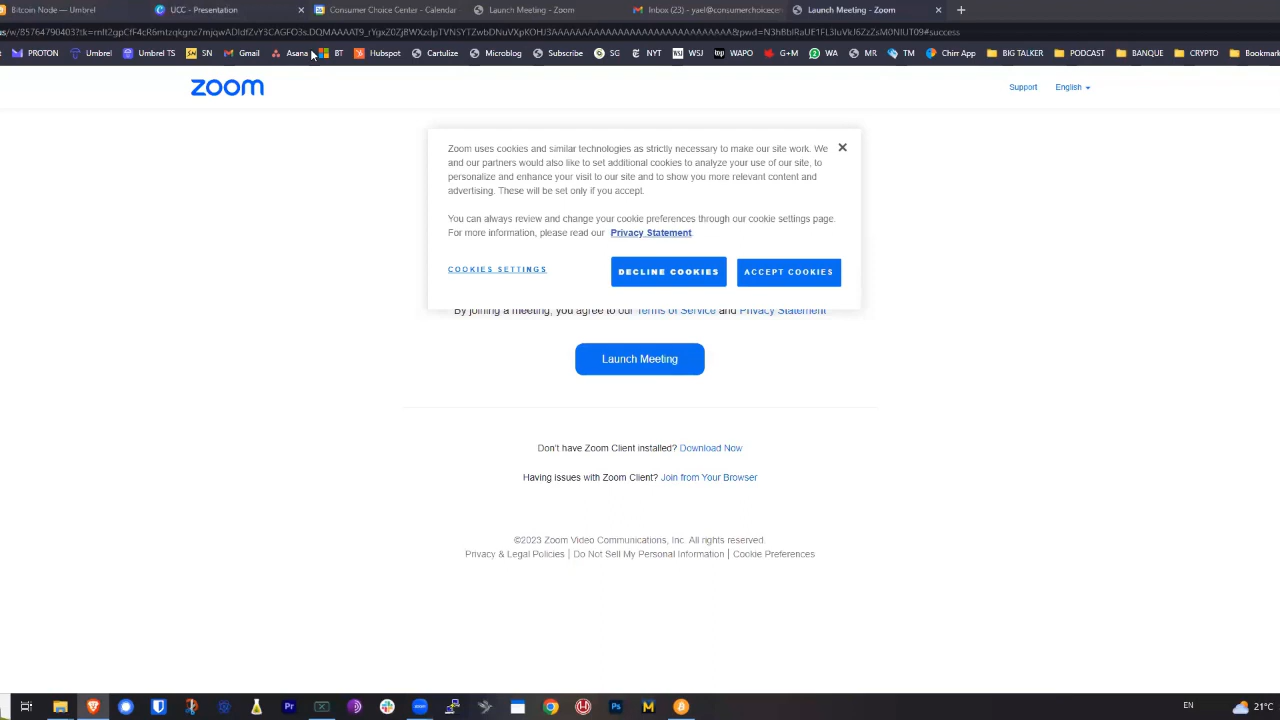 Bitcoin Node — Umbrel
UCC - Presentation
Consumer Choice Center - Calendar
Launch Meeting - Zoom
Inbox (23) - yael@consumerchoicecen
Launch Meeting - Zoom
PROTON
Umbrel
Umbrel TS
SN
Gmail
Asana
BT
Hubspot
Cartulize
Microblog
Subscribe
SG
NYT
WSJ
WAPO
G+M
WA
MR
TM
Chirr App
BIG TALKER
PODCAST
BANQUE
CRYPTO
Bookmar
zoom
Support
English
Zoom uses cookies and similar technologies as strictly necessary to make our site work. We
and our partners would also like to set additional cookies to analyze your use of our site, to
personalize and enhance your visit to our site and to show you more relevant content and
advertising. These will be set only if you accept.
You can always review and change your cookie preferences through our cookie settings page.
For more information, please read our Privacy Statement
COOKIES SETTINGS
DECLINE COOKIES
ACCEPT COOKIES
By joining a meeting, you agree to our Terms of Service and Privacy Statement
Launch Meeting
Don't have Zoom Client installed? Download Now
Having issues with Zoom Client? Join from Your Browser
©2023 Zoom Video Communications, Inc. All rights reserved.
Privacy & Legal Policies | Do Not Sell My Personal Information | Cookie Preferences
EN
21°C